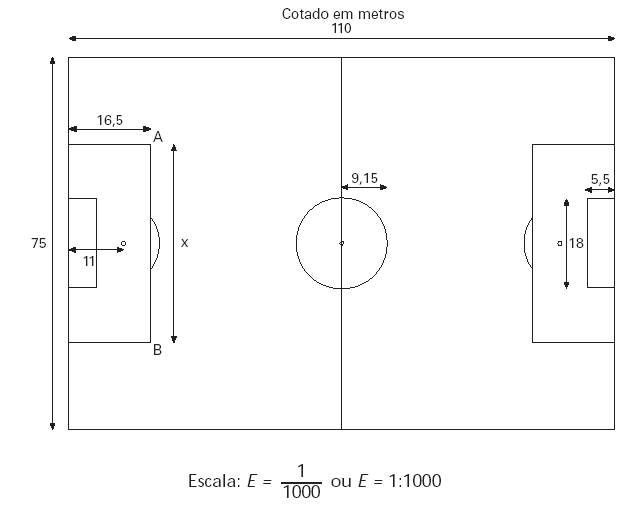 Cotado em metros
110
16,5
A
9,15
5,5
75
x
18
11
B
Escala: E = 1/1000 ou E = 1:1000